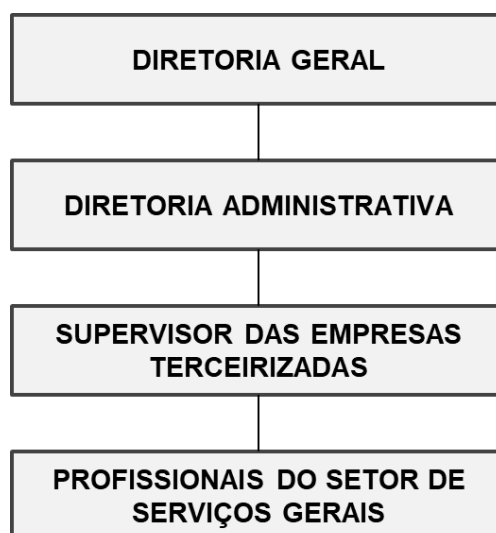 DIRETORIA GERAL
DIRETORIA ADMINISTRATIVA
SUPERVISOR DAS EMPRESAS
TERCEIRIZADAS
PROFISSIONAIS DO SETOR DE
SERVIÇOS GERAIS